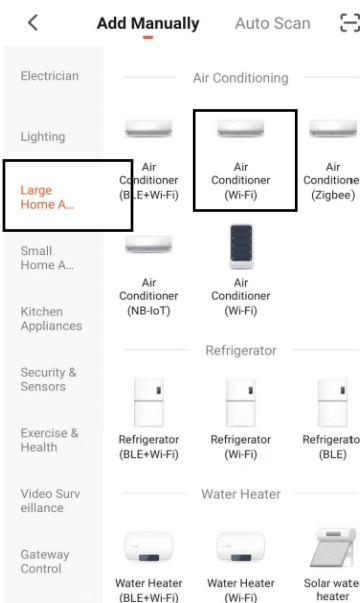 Add Manually
Auto Scan
Electrician
Lighting
Large
Home A...
Small
Home A...
Kitchen
Appliances
Security &
Sensors
Exercise &
Health
Video Surv
eillance
Gateway
Control
Air Conditioning
Air
Conditioner
(BLE+Wi-Fi)
Air
Conditioner
(Wi-Fi)
Air
Conditione
(Zigbee)
Air
Conditioner
(NB-IoT)
Air
Conditioner
(Wi-Fi)
Refrigerator
Refrigerator
(BLE+Wi-Fi)
Refrigerator
(Wi-Fi)
Refrigerato
(BLE)
Water Heater
Water Heater
(BLE+Wi-Fi)
Water Heater
(Wi-Fi)
Solar wate
heater